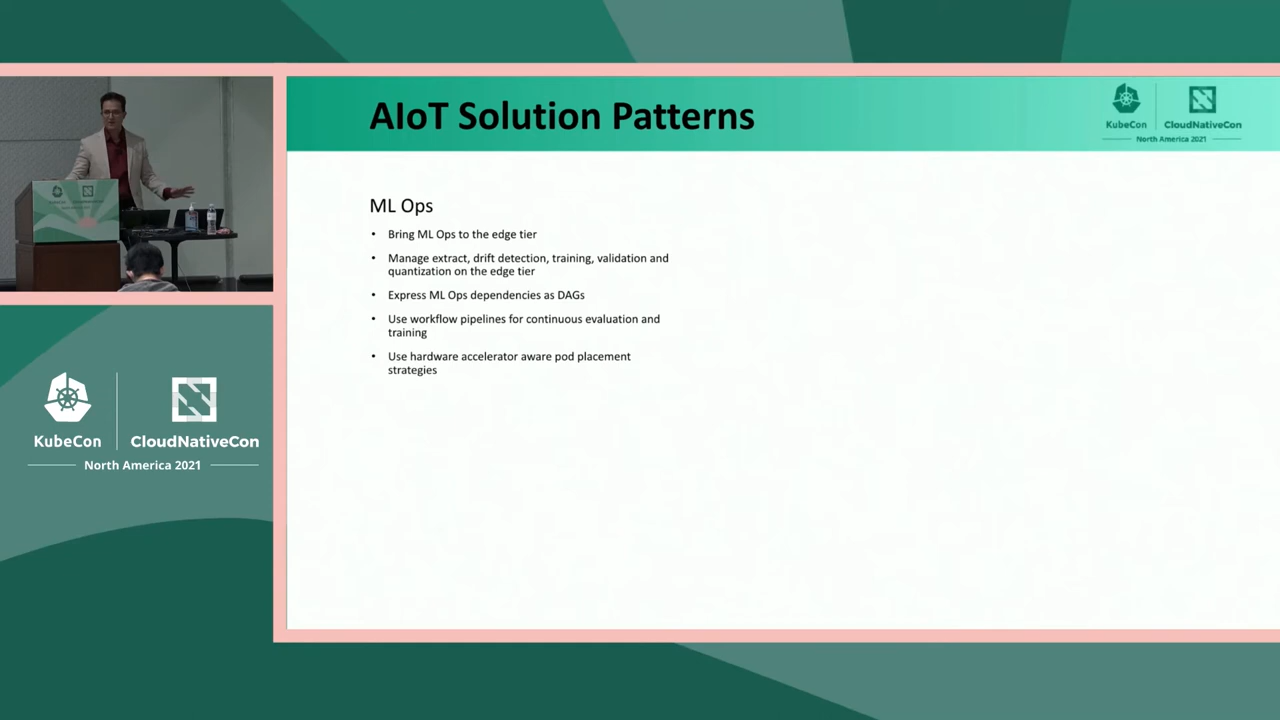 AIoT Solution Patterns
KubeCon
CloudNativeCon
North America 2021
ML Ops
• Bring ML Ops to the edge tier
• Manage extract, drift detection, training, validation and
quantization on the edge tier
• Express ML Ops dependencies as DAGs
• Use workflow pipelines for continuous evaluation and
training
• Use hardware accelerator aware pod placement
strategies
KubeCon
CloudNativeCon
North America 2021